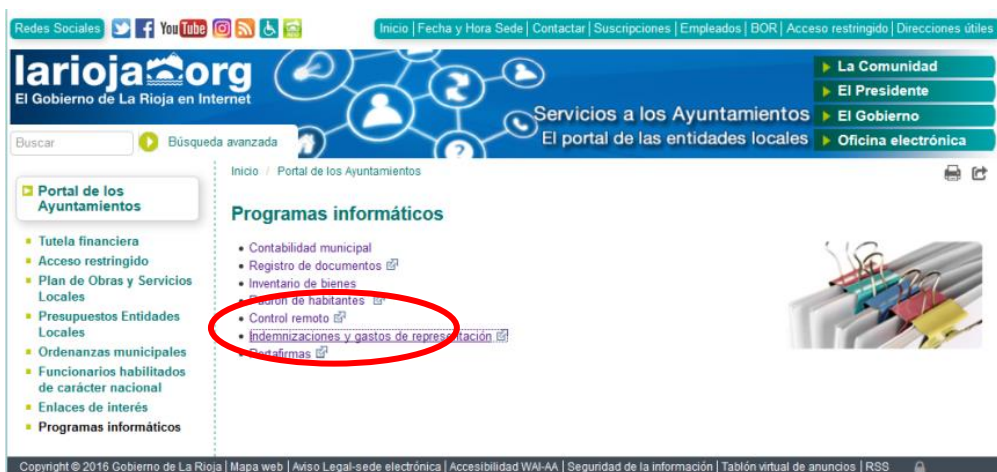 Redes Sociales You Tube Inicio | Fecha y Hora Sede | Contactar | Suscripciones | Empleados | BOR | Acceso restringido | Direcciones útiles
larioja org
El Gobierno de La Rioja en Internet
Servicios a los Ayuntamientos
El portal de las entidades locales
La Comunidad
El Presidente
El Gobierno
Oficina electrónica
Buscar Búsqueda avanzada
Inicio / Portal de los Ayuntamientos
Portal de los
Ayuntamientos
Tutela financiera
Acceso restringido
Plan de Obras y Servicios
Locales
Presupuestos Entidades
Locales
Ordenanzas municipales
Funcionarios habilitados
de carácter nacional
Enlaces de interés
Programas informáticos
Programas informáticos
• Contabilidad municipal
• Registro de documentos
• Inventario de bienes
• Padrón de habitantes
• Control remoto
• Indemnizaciones y gastos de representación
• Portafirmas
Copyright © 2016 Gobierno de La Rioja | Mapa web | Aviso Legal-sede electrónica | Accesibilidad WAI-AA | Seguridad de la información | Tablón virtual de anuncios | RSS